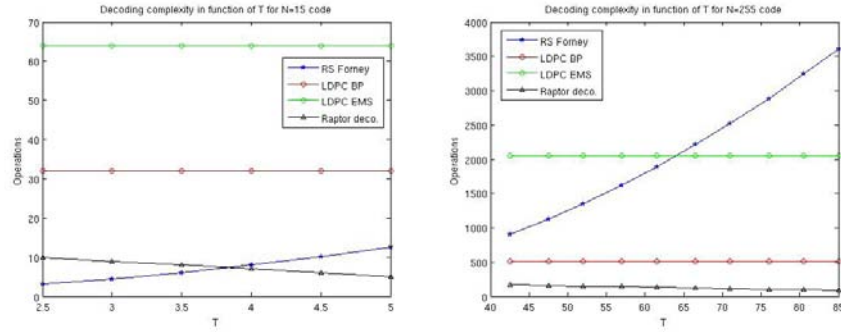 Decoding complexity in function of T for N=15 code
70
60
50
40
30
20
10
0
Operations
RS Forney
LDPC BP
LDPC EMS
Raptor deco.
2.5 3 3.5 4 4.5 5
T
Decoding complexity in function of T for N=255 code
4000
3500
3000
2500
2000
1500
1000
500
0
Operations
RS Forney
LDPC BP
LDPC EMS
Raptor deco.
40 45 50 55 60 65 70 75 80 85
T